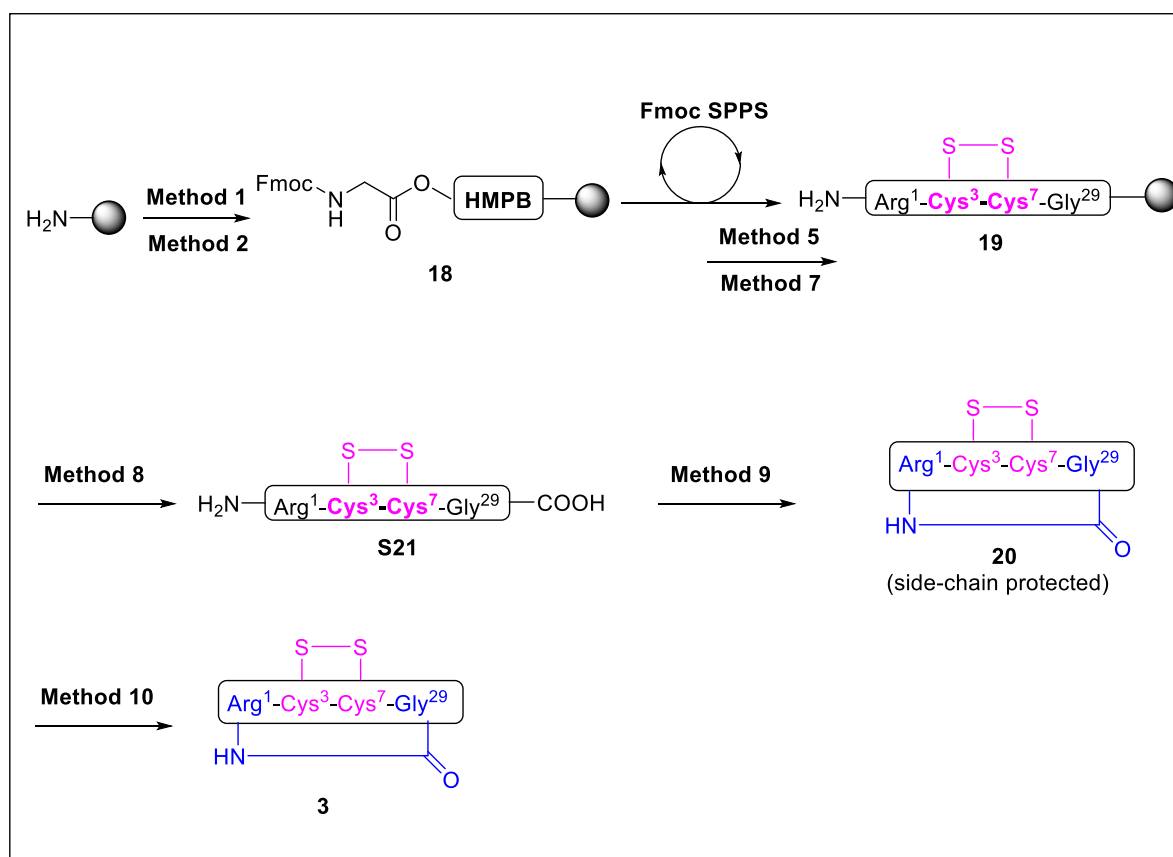 Fmoc SPPS
H₂N
Method 1
Method 2
Fmoc
N
H
O
O
HMPB
18
S S
H₂N
Arg¹-Cys³-Cys⁷-Gly²⁹
19
Method 5
Method 7
Method 8
S S
H₂N
Arg¹-Cys³-Cys⁷-Gly²⁹
COOH
S21
Method 9
S S
Arg¹-Cys³-Cys⁷-Gly²⁹
HN
O
20
(side-chain protected)
Method 10
S S
Arg¹-Cys³-Cys⁷-Gly²⁹
HN
O
3